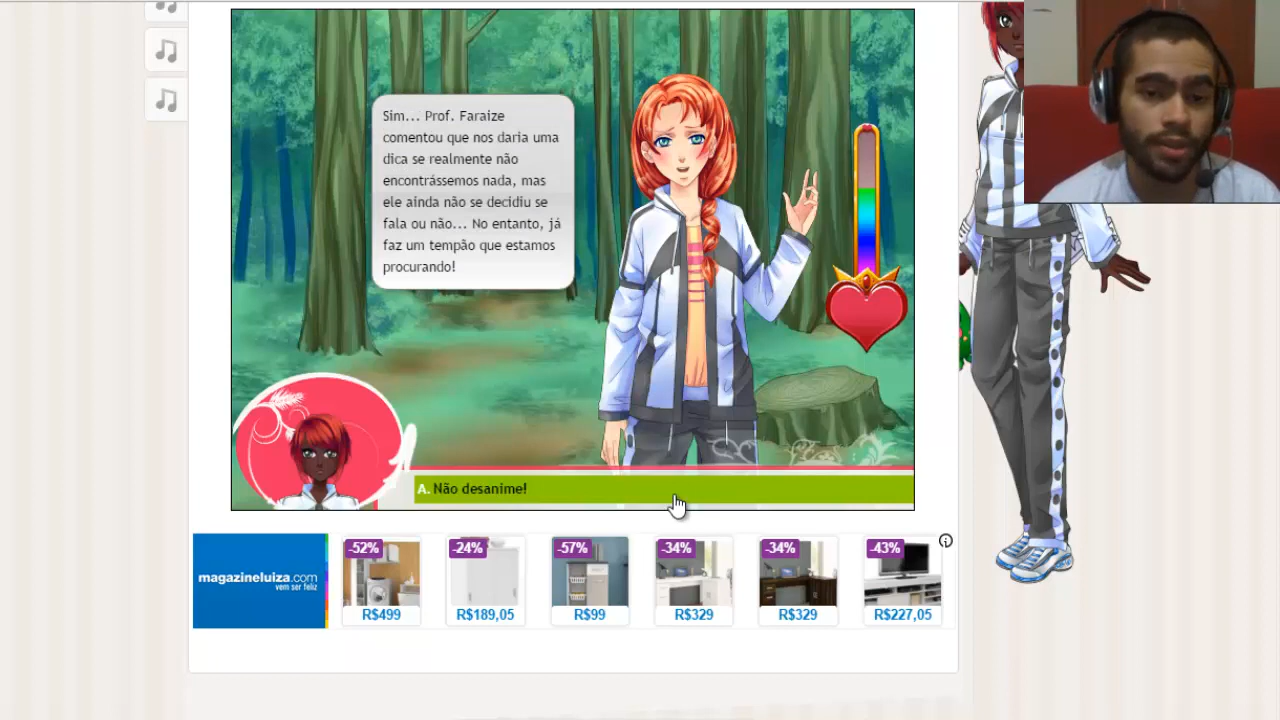 Sim... Prof. Faraize
comentou que nos daria uma
dica se realmente não
encontrássemos nada, mas
ele ainda não se decidiu se
fala ou não... No entanto, já
faz um tempão que estamos
procurando!
A. Não desanime!
magazineluiza.com
vem ser feliz
-52%
R$499
-24%
R$189,05
-57%
R$99
-34%
R$329
-34%
R$329
-43%
R$227,05